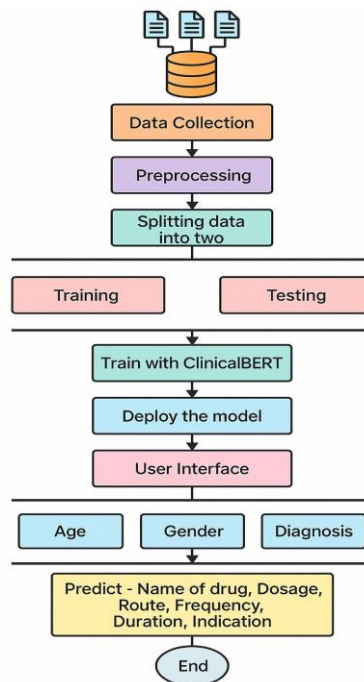 Data Collection
Preprocessing
Splitting data
into two
Training
Testing
Train with ClinicalBERT
Deploy the model
User Interface
Age
Gender
Diagnosis
Predict - Name of drug, Dosage,
Route, Frequency,
Duration, Indication
End